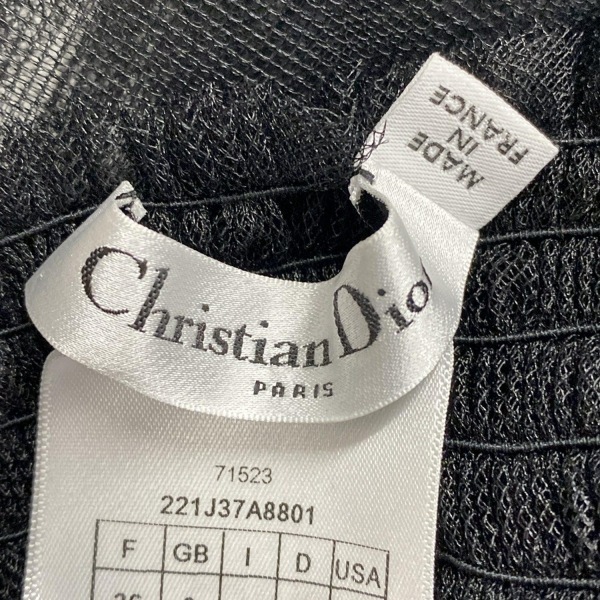 MADE
IN
FRANCE
Christian Dior
PARIS
71523
221J37A8801
F GB I D USA